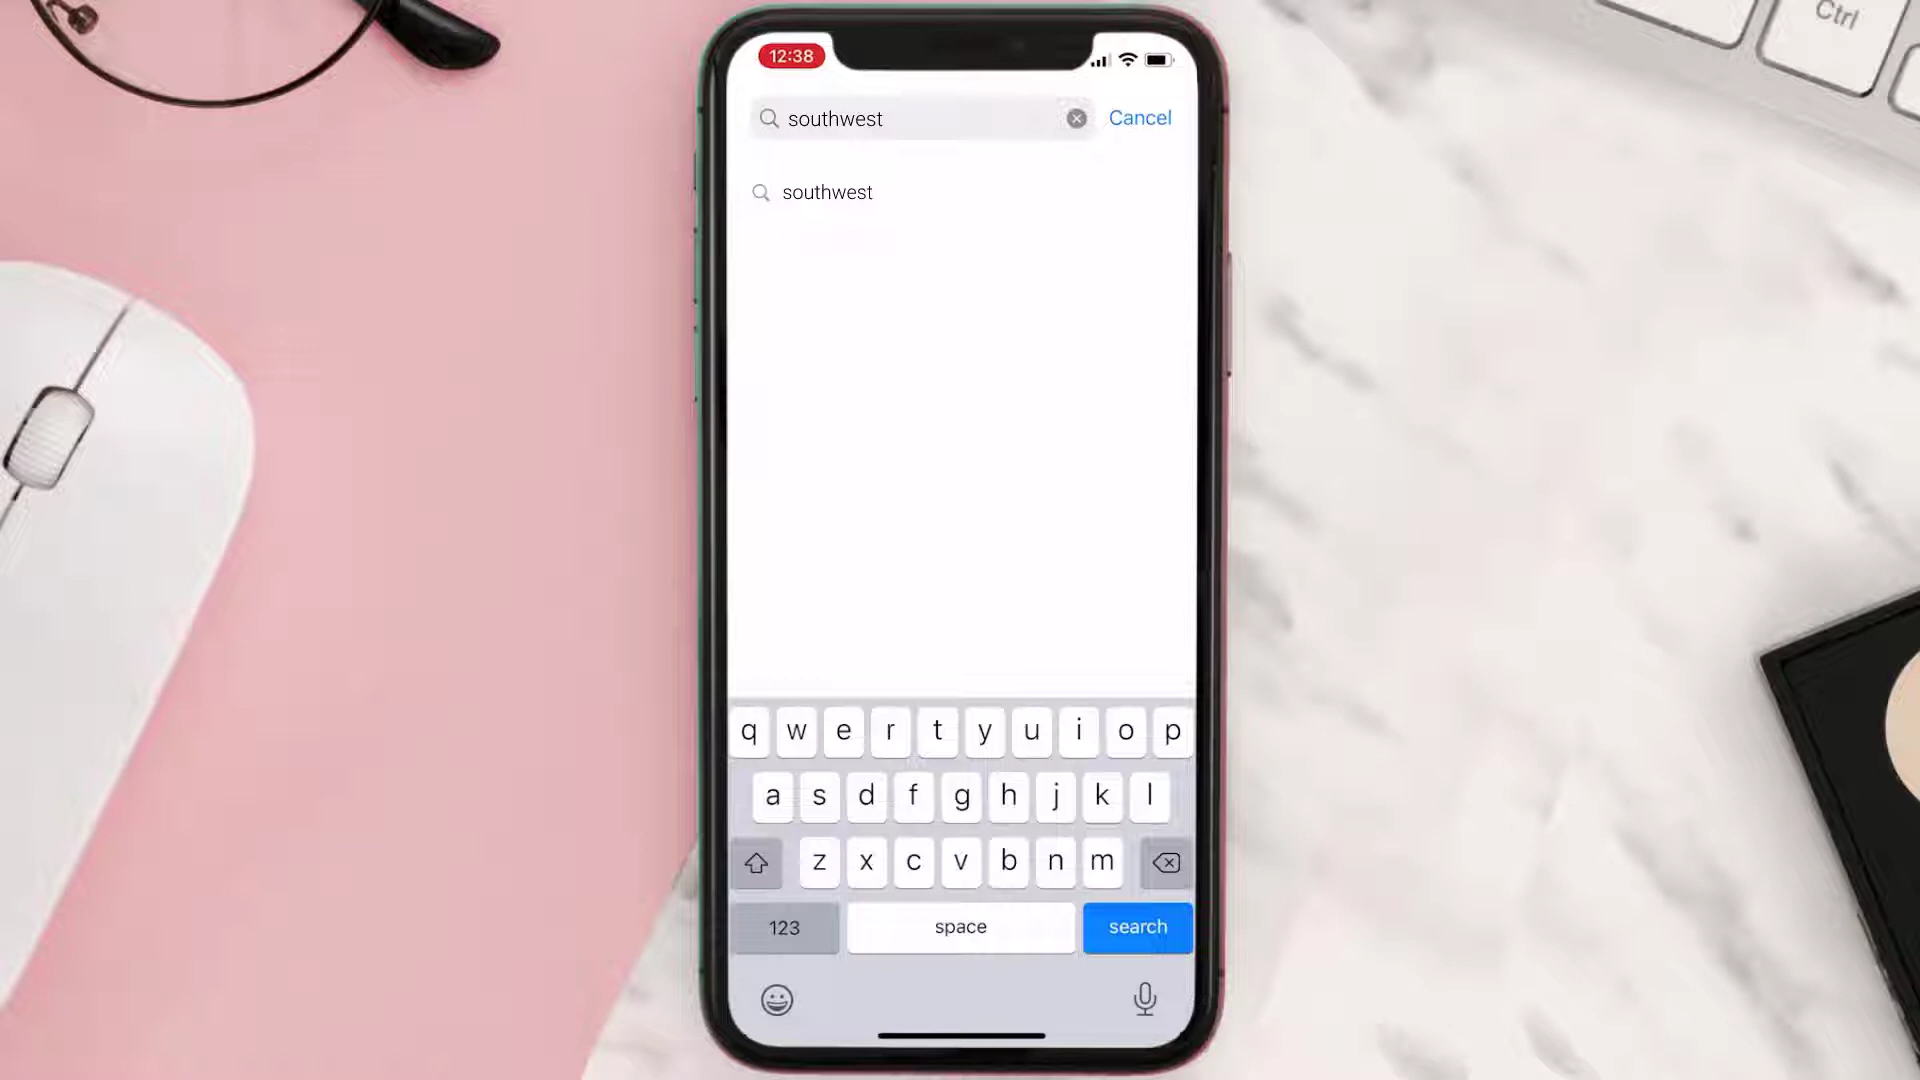 12:38
southwest
Cancel
southwest
q w e r t y u i o p
a s d f g h j k l
z x c v b n m
123
space
search
Ctrl